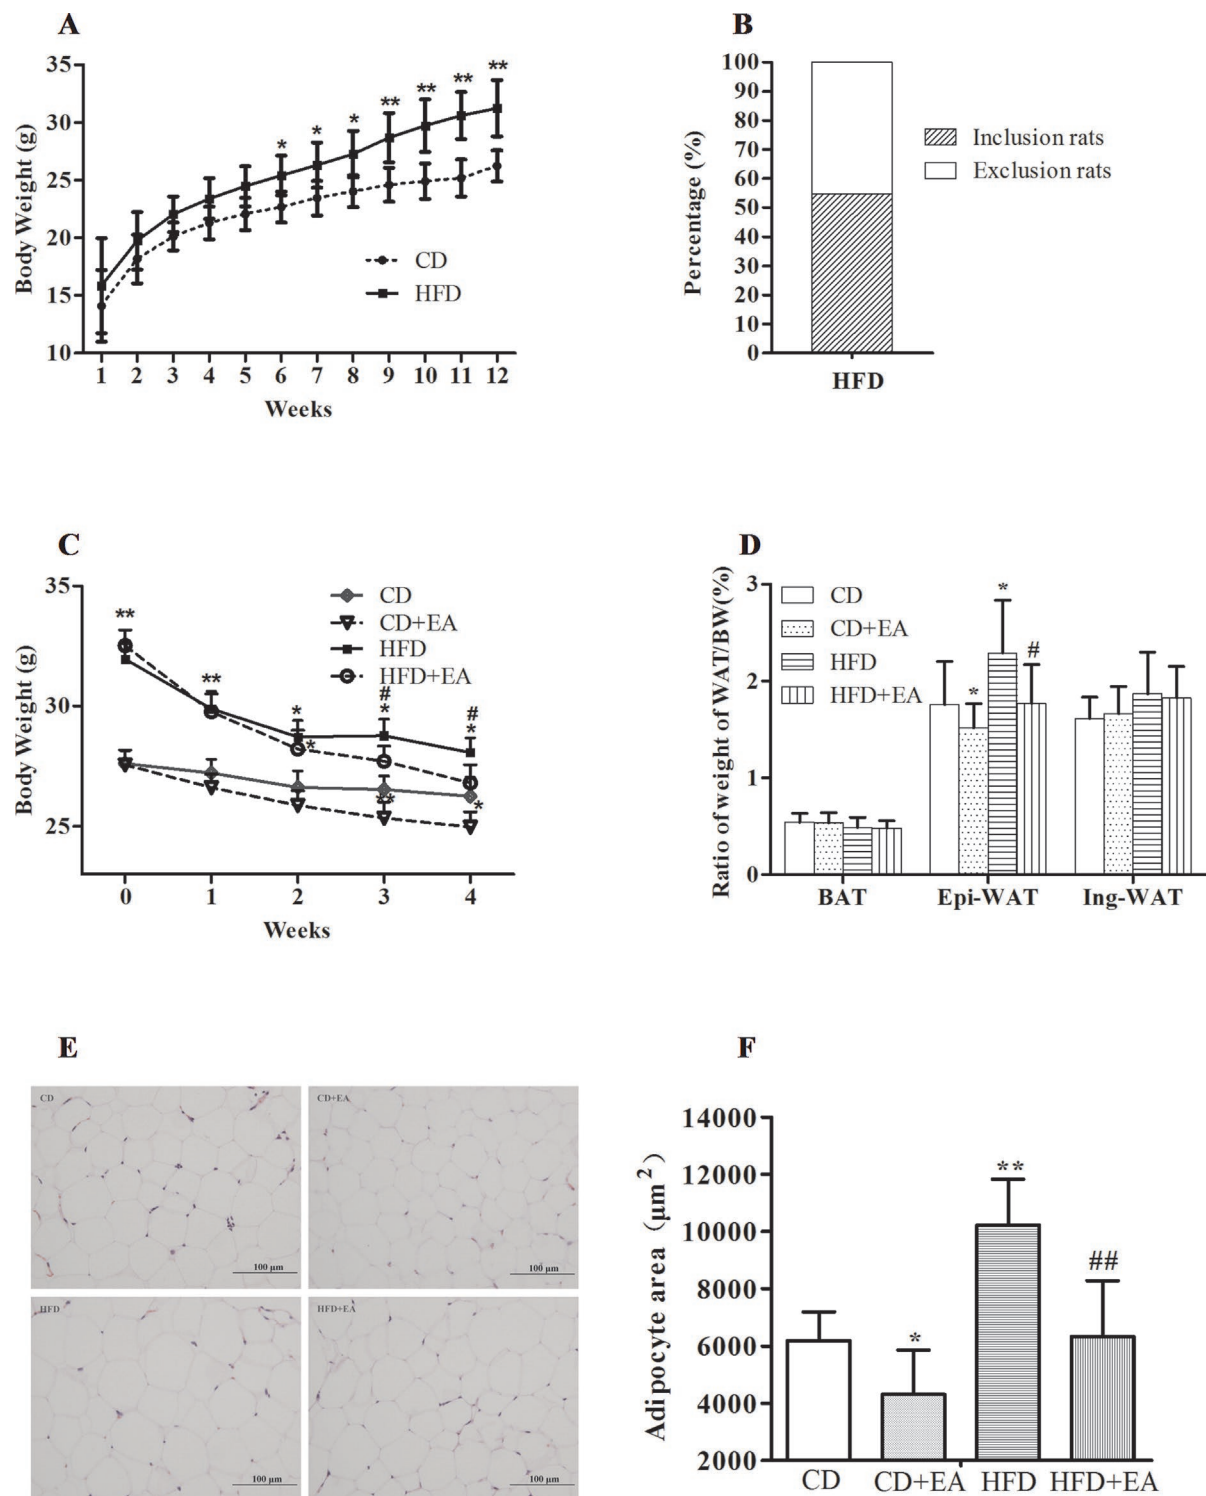 A
35
30
25
20
15
10
Body Weight (g)
* * * ** ** ** **
CD
HFD
1 2 3 4 5 6 7 8 9 10 11 12
Weeks
B
100
90
80
70
60
50
40
30
20
10
0
Percentage (%)
Inclusion rats
Exclusion rats
HFD
C
35
30
25
Body Weight (g)
CD
CD+EA
HFD
HFD+EA
**
**
*
*
#
*
**
#
*
*
0 1 2 3 4
Weeks
D
3
2
1
0
Ratio of weight of WAT/BW(%)
CD
CD+EA
HFD
HFD+EA
*
*
#
BAT Epi-WAT Ing-WAT
E
CD
100 μm
CD+EA
100 μm
HFD
100 μm
HFD+EA
100 μm
F
14000
12000
10000
8000
6000
4000
2000
Adipocyte area (μm²)
*
**
##
CD CD+EA HFD HFD+EA